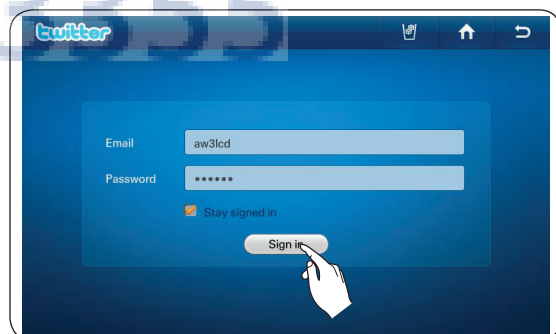 twitter
Email
aw3lcd
Password
******
Stay signed in
Sign in